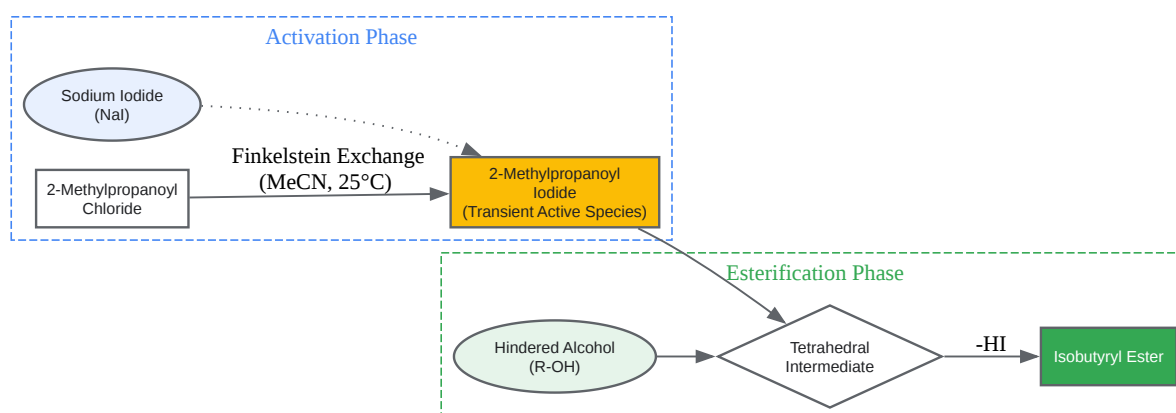 Activation Phase
Sodium Iodide
(NaI)
Finkelstein Exchange
(MeCN, 25°C)
2-Methylpropanoyl
Chloride
2-Methylpropanoyl
Iodide
(Transient Active Species)
Esterification Phase
Hindered Alcohol
(R-OH)
Tetrahedral
Intermediate
-HI
Isobutyryl Ester